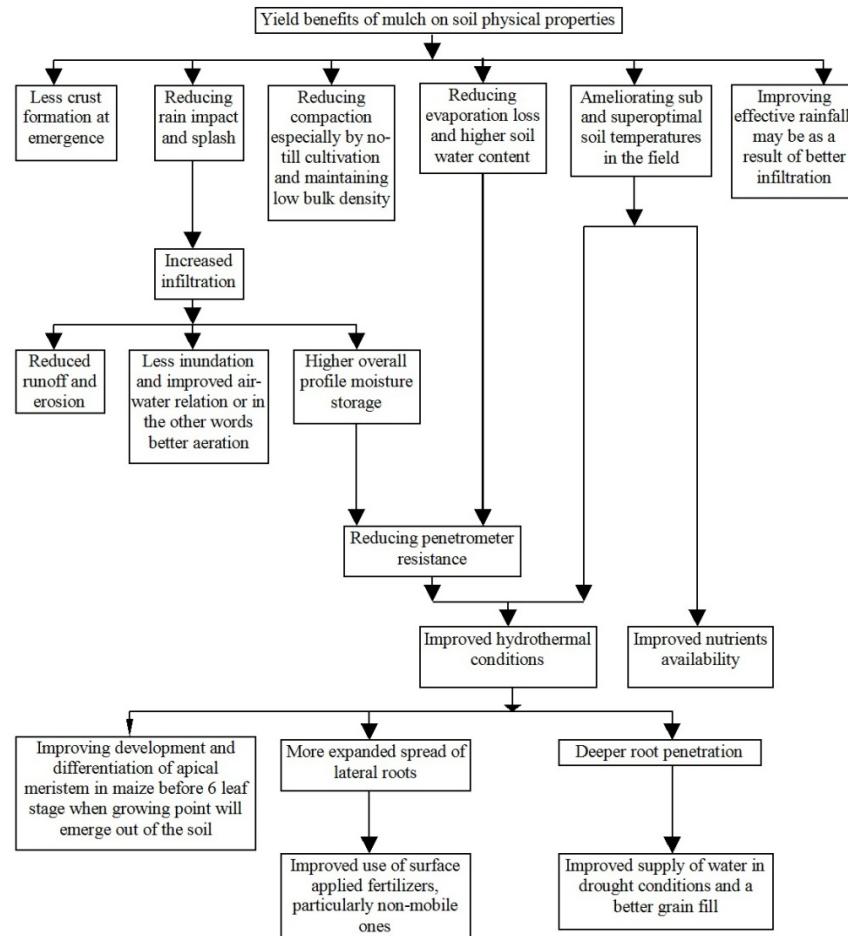 Yield benefits of mulch on soil physical properties
Less crust
formation at
emergence
Reducing
rain impact
and splash
Reducing
compaction
especially by no-
till cultivation
and maintaining
low bulk density
Reducing
evaporation loss
and higher soil
water content
Ameliorating sub
and superoptimal
soil temperatures
in the field
Improving
effective rainfall
may be as a
result of better
infiltration
Increased
infiltration
Reduced
runoff and
erosion
Less inundation
and improved air-
water relation or in
the other words
better aeration
Higher overall
profile moisture
storage
Reducing penetrometer
resistance
Improved hydrothermal
conditions
Improved nutrients
availability
Improving development and
differentiation of apical
meristem in maize before 6 leaf
stage when growing point will
emerge out of the soil
More expanded spread of
lateral roots
Deeper root penetration
Improved use of surface
applied fertilizers,
particularly non-mobile
ones
Improved supply of water in
drought conditions and a
better grain fill